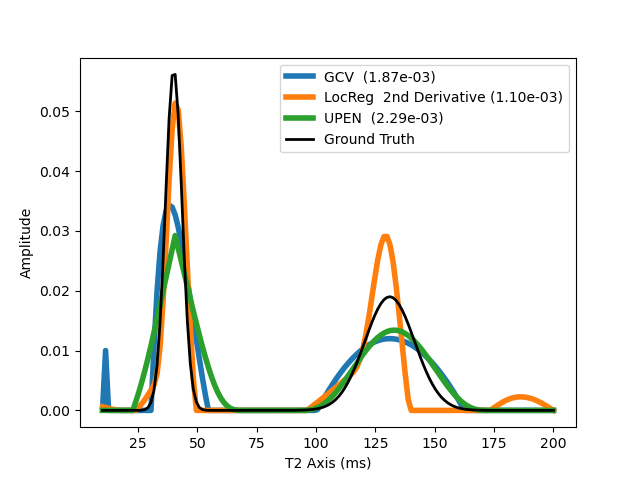 GCV (1.87e-03)
LocReg 2nd Derivative (1.10e-03)
UPEN (2.29e-03)
Ground Truth
0.05
0.04
0.03
0.02
0.01
0.00
Amplitude
25 50 75 100 125 150 175 200
T2 Axis (ms)